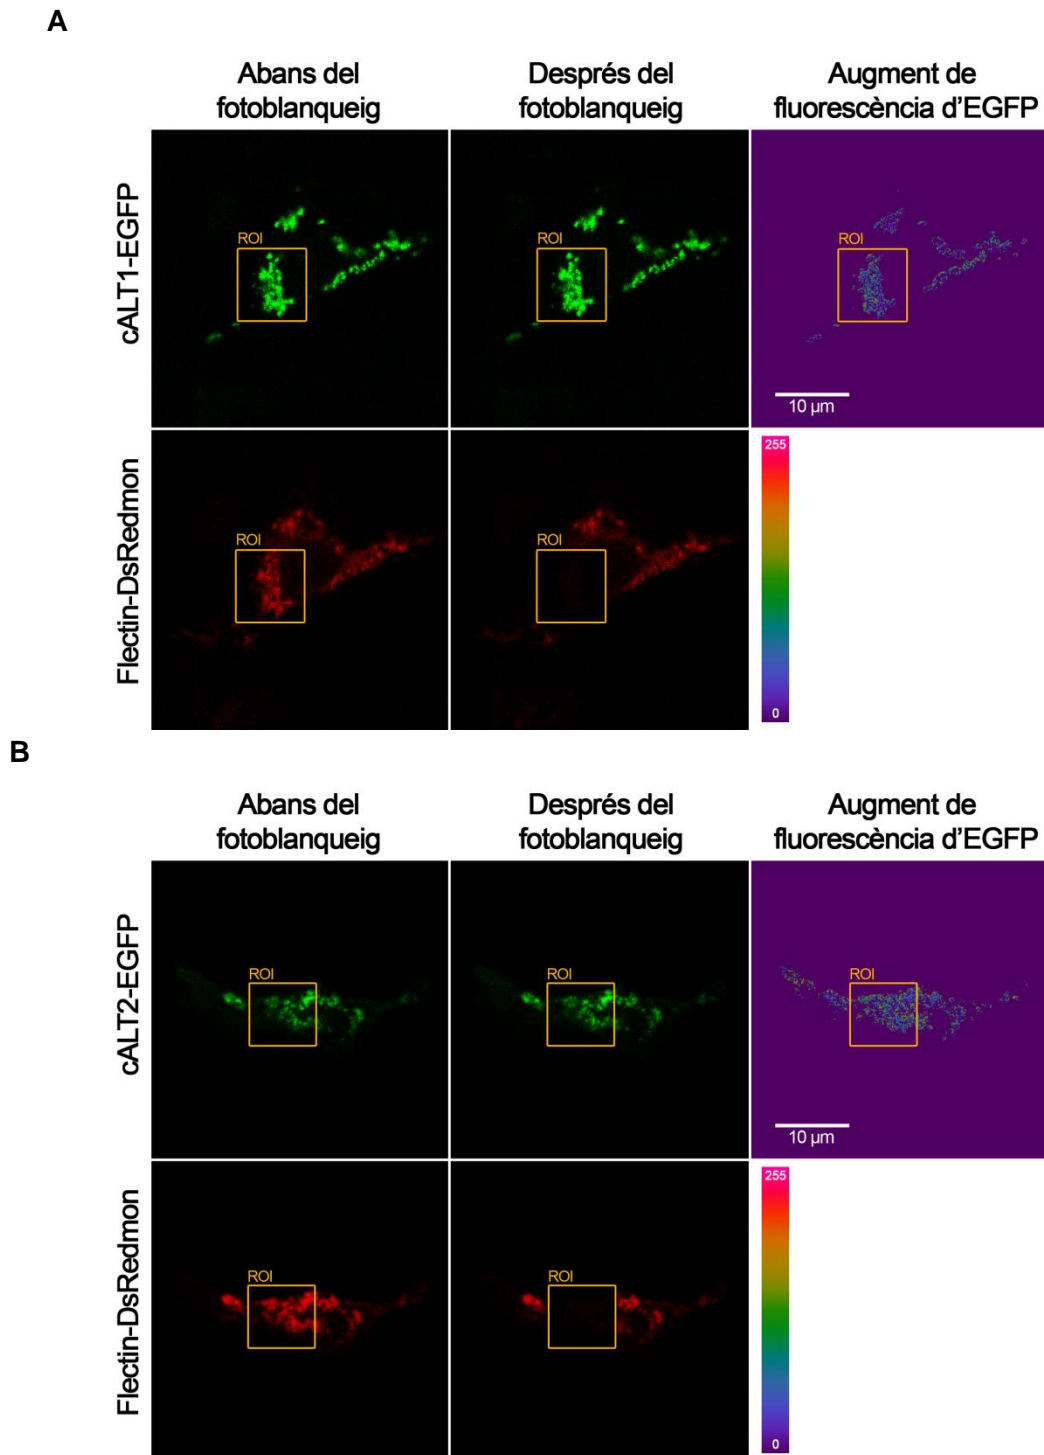 A
Abans del
fotoblanqueig
Després del
fotoblanqueig
Augment de
fluorescència d'EGFP
cALT1-EGFP
ROI
ROI
ROI
10 µm
Flectin-DsRedmon
ROI
ROI
255
0
B
Abans del
fotoblanqueig
Després del
fotoblanqueig
Augment de
fluorescència d'EGFP
cALT2-EGFP
ROI
ROI
ROI
10 µm
Flectin-DsRedmon
ROI
ROI
255
0